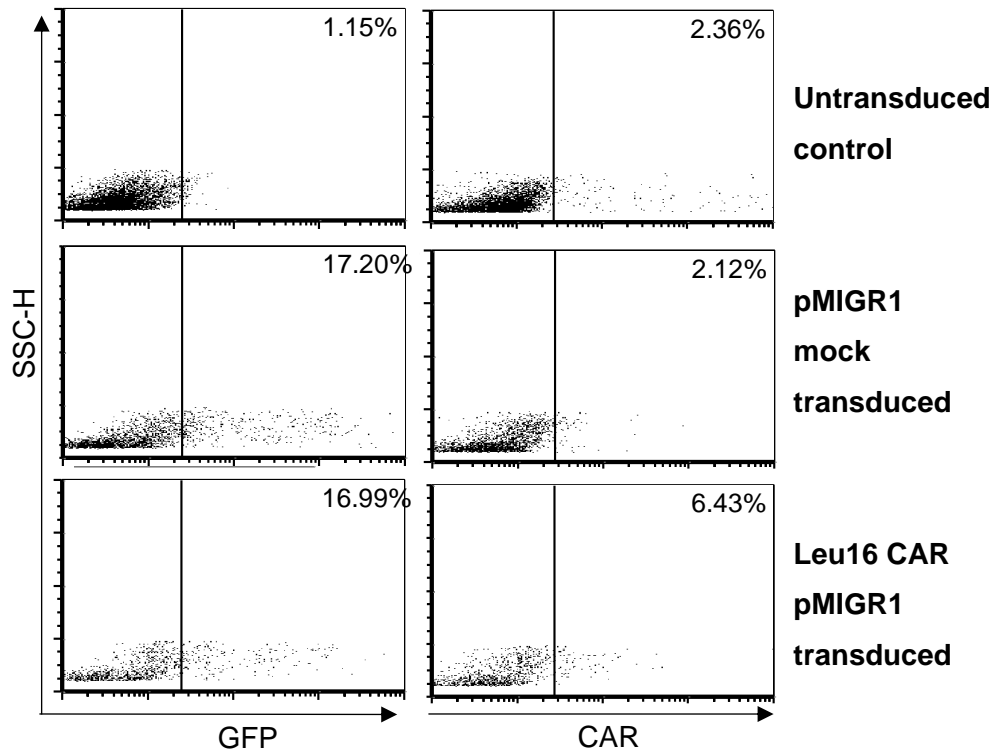 1.15%
2.36%
Untransduced
control
17.20%
2.12%
pMIGR1
mock
transduced
SSC-H
16.99%
6.43%
Leu16 CAR
pMIGR1
transduced
GFP
CAR